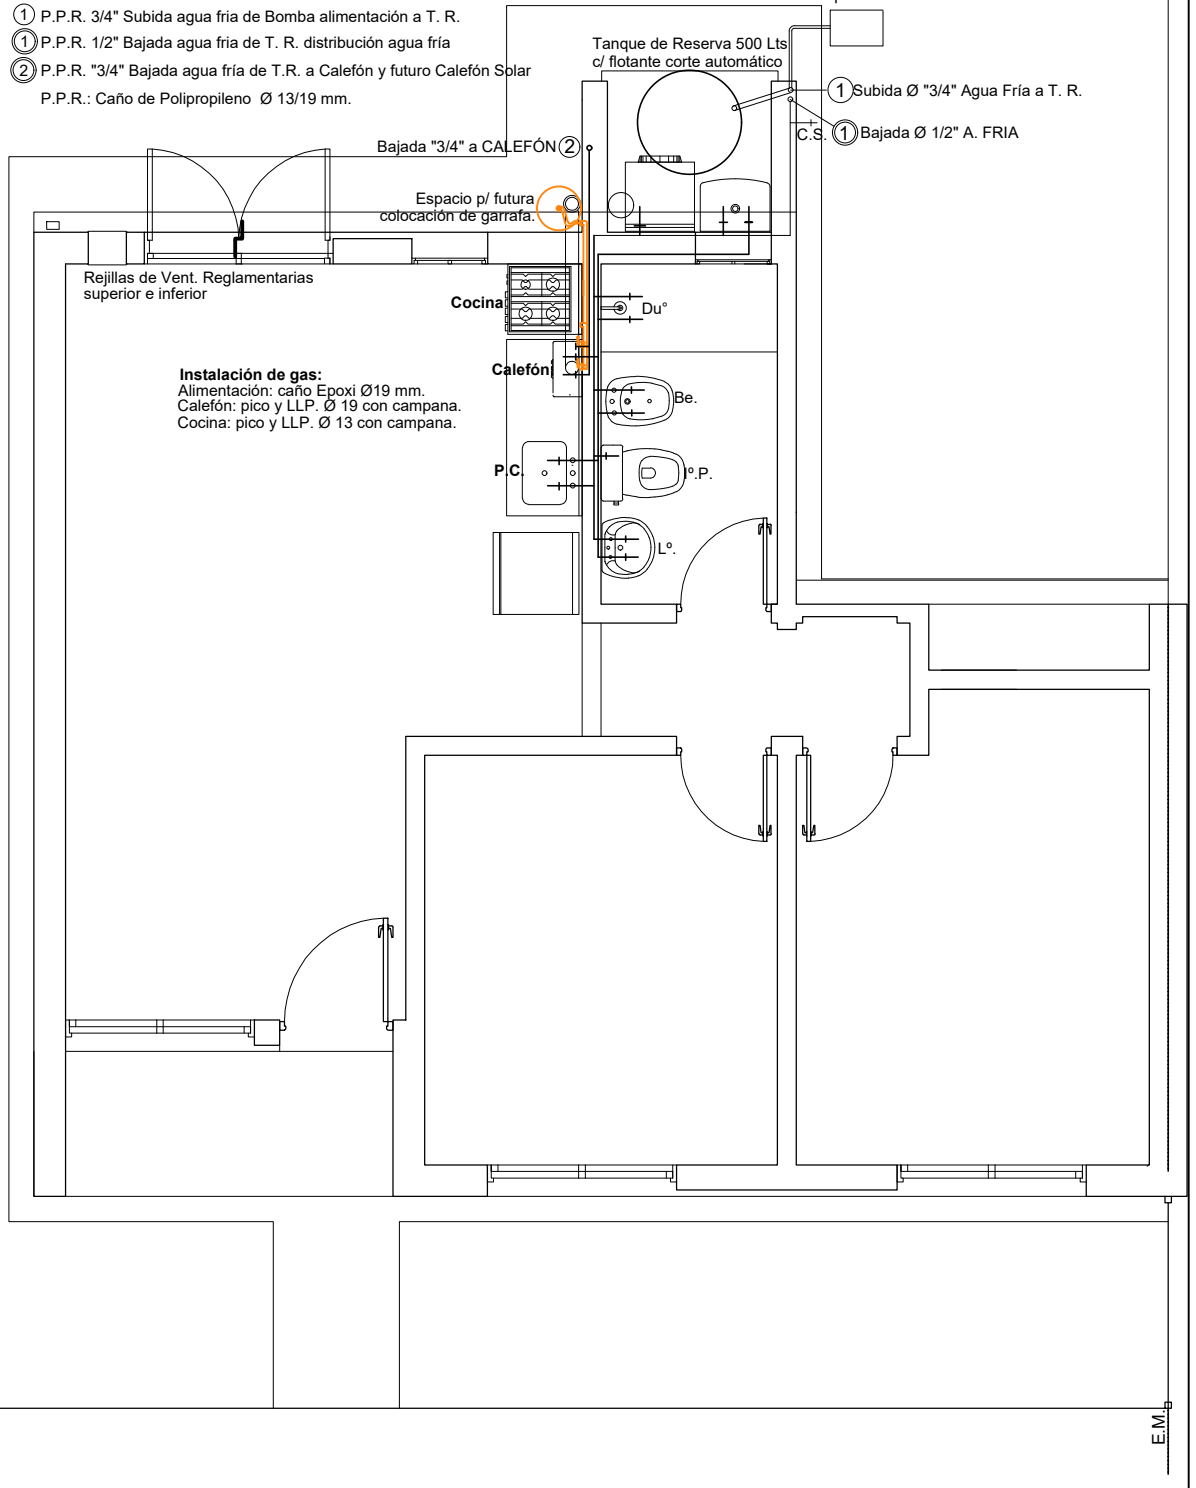 1 P.P.R. 3/4" Subida agua fria de Bomba alimentación a T. R.
1 P.P.R. 1/2" Bajada agua fria de T. R. distribución agua fría
2 P.P.R. "3/4" Bajada agua fría de T.R. a Calefón y futuro Calefón Solar
P.P.R.: Caño de Polipropileno Ø 13/19 mm.
Tanque de Reserva 500 Lts
c/ flotante corte automático
1 Subida Ø "3/4" Agua Fría a T. R.
C.S.
1 Bajada Ø 1/2" A. FRIA
Bajada "3/4" a CALEFÓN 2
Espacio p/ futura
colocación de garrafa.
Rejillas de Vent. Reglamentarias
superior e inferior
Cocina
Du°
Calefón
Instalación de gas:
Alimentación: caño Epoxi Ø19 mm.
Calefón: pico y LLP. Ø 19 con campana.
Cocina: pico y LLP. Ø 13 con campana.
Be.
P.C.
Iº.P.
Lº.
E.M.